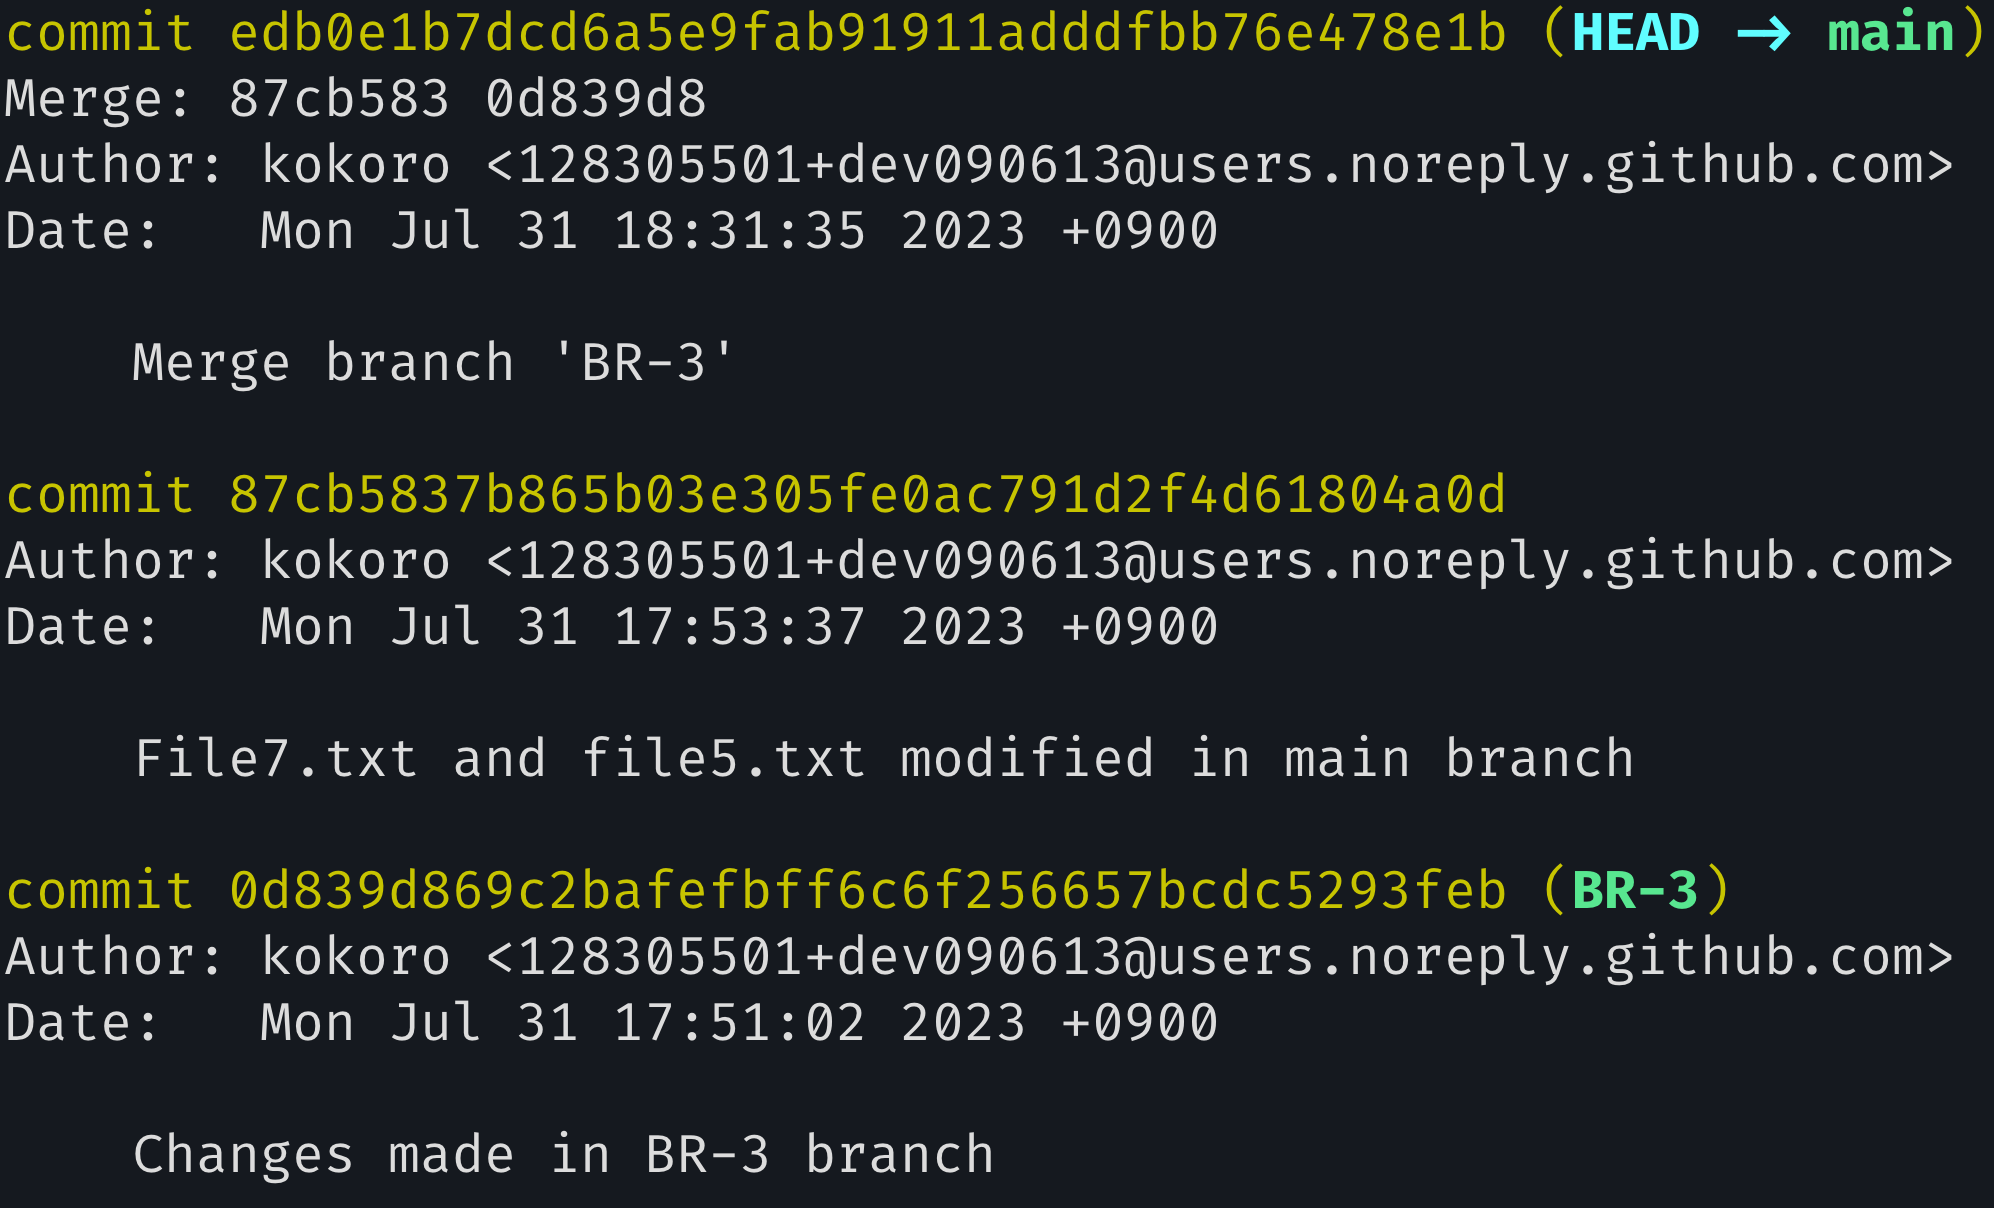 commit edb0e1b7dcd6a5e9fab91911adddfbb76e478e1b (HEAD → main)
Merge: 87cb583 0d839d8
Author: kokoro <128305501+dev090613@users.noreply.github.com>
Date:   Mon Jul 31 18:31:35 2023 +0900
Merge branch 'BR-3'
commit 87cb5837b865b03e305fe0ac791d2f4d61804a0d
Author: kokoro <128305501+dev090613@users.noreply.github.com>
Date:   Mon Jul 31 17:53:37 2023 +0900
File7.txt and file5.txt modified in main branch
commit 0d839d869c2bafefbff6c6f256657bcdc5293feb (BR-3)
Author: kokoro <128305501+dev090613@users.noreply.github.com>
Date:   Mon Jul 31 17:51:02 2023 +0900
Changes made in BR-3 branch